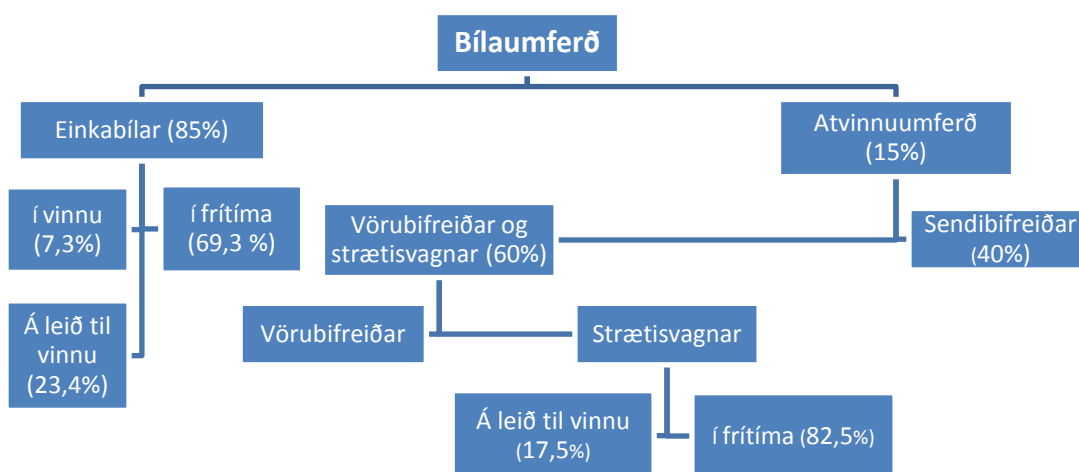 Bílaumferð
Einkabílar (85%)
Atvinnuumferð
(15%)
í vinnu
(7,3%)
í frítíma
(69,3 %)
Vörubifreiðar og
strætisvagnar (60%)
Sendibifreiðar
(40%)
Á leið til
vinnu
(23,4%)
Vörubifreiðar
Strætisvagnar
Á leið til vinnu
(17,5%)
í frítíma (82,5%)